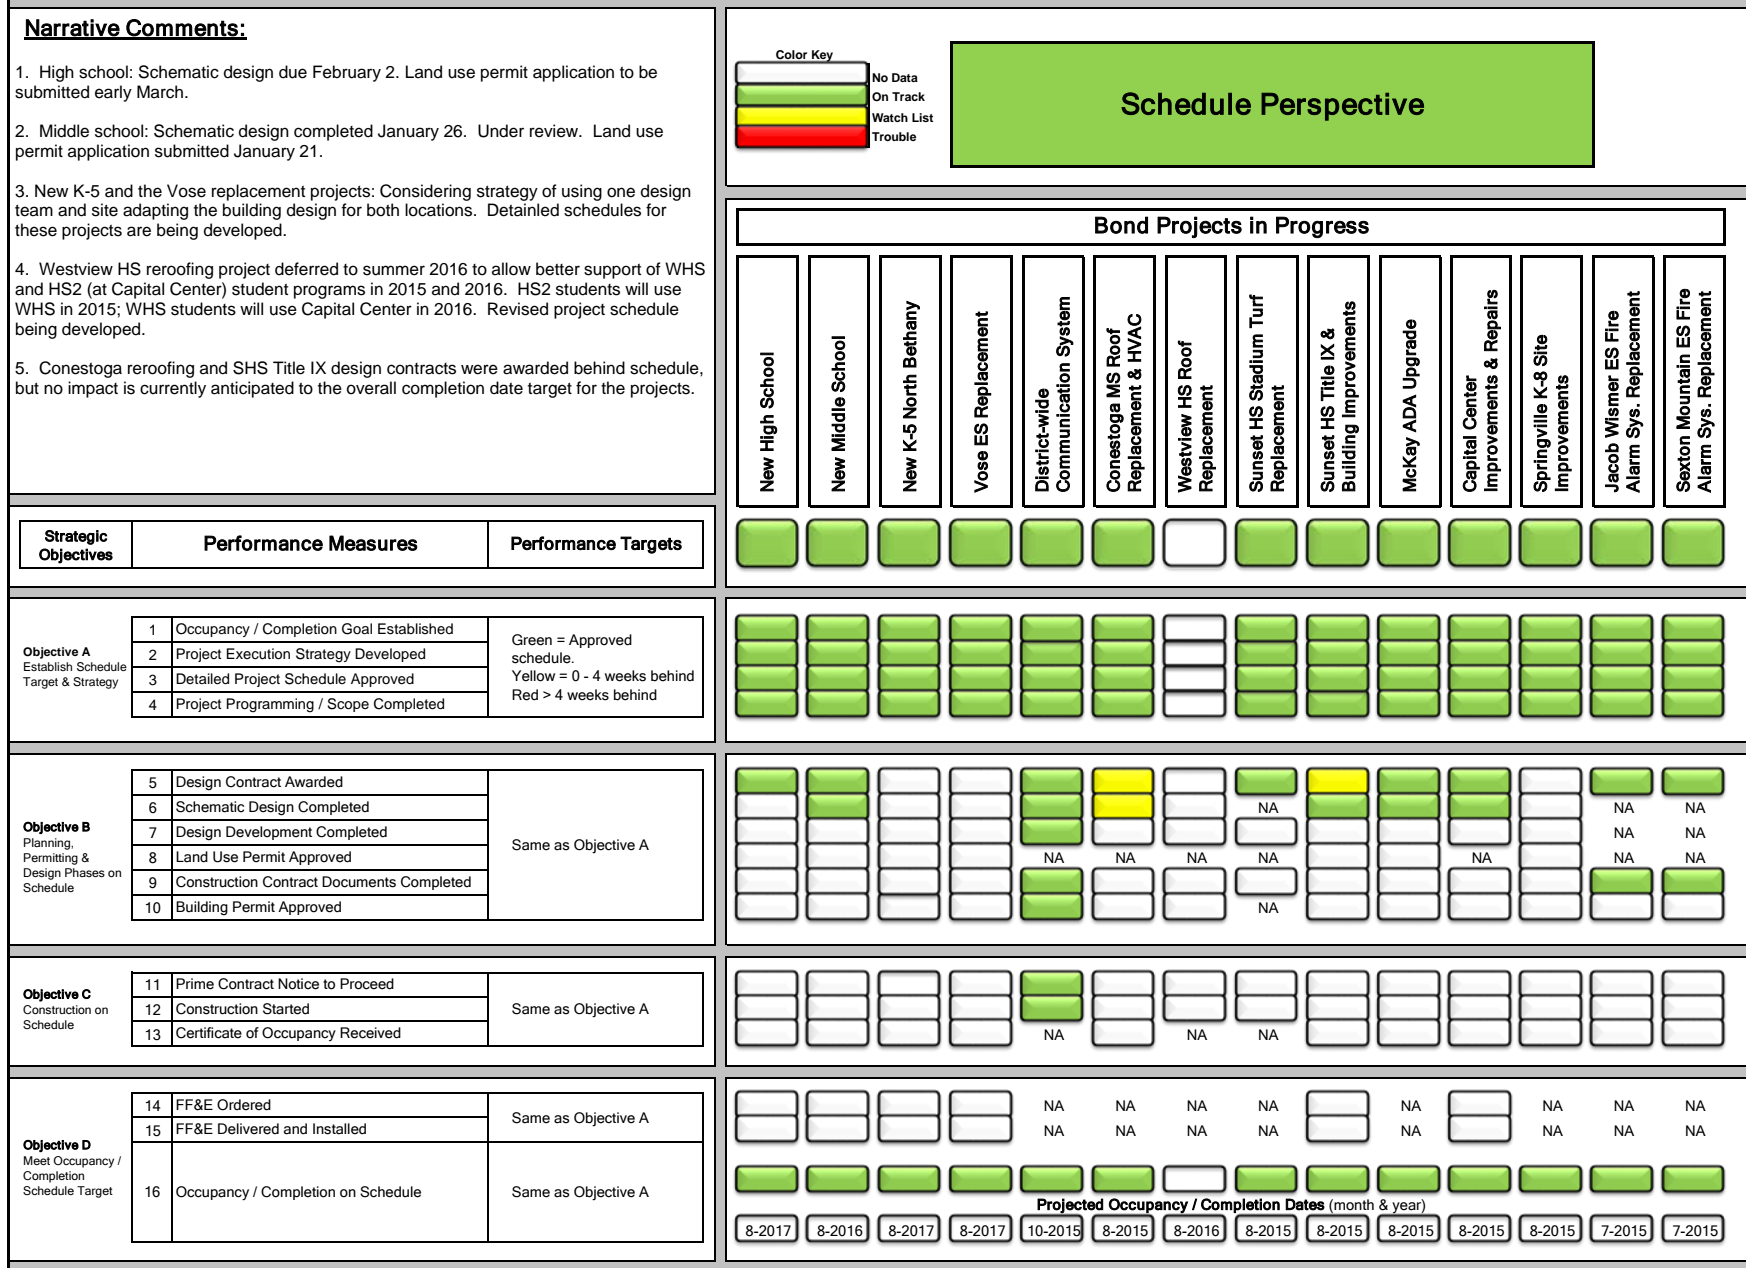 Narrative Comments:
1. High school: Schematic design due February 2. Land use permit application to be
submitted early March.
2. Middle school: Schematic design completed January 26. Under review. Land use
permit application submitted January 21.
3. New K-5 and the Vose replacement projects: Considering strategy of using one design
team and site adapting the building design for both locations. Detainled schedules for
these projects are being developed.
4. Westview HS reroofing project deferred to summer 2016 to allow better support of WHS
and HS2 (at Capital Center) student programs in 2015 and 2016. HS2 students will use
WHS in 2015; WHS students will use Capital Center in 2016. Revised project schedule
being developed.
5. Conestoga reroofing and SHS Title IX design contracts were awarded behind schedule,
but no impact is currently anticipated to the overall completion date target for the projects.
Color Key
No Data
On Track
Watch List
Trouble
Schedule Perspective
Bond Projects in Progress
New High School
New Middle School
New K-5 North Bethany
Vose ES Replacement
District-wide
Communication System
Conestoga MS Roof
Replacement & HVAC
Westview HS Roof
Replacement
Sunset HS Stadium Turf
Replacement
Sunset HS Title IX &
Building Improvements
McKay ADA Upgrade
Capital Center
Improvements & Repairs
Springville K-8 Site
Improvements
Jacob Wismer ES Fire
Alarm Sys. Replacement
Sexton Mountain ES Fire
Alarm Sys. Replacement
Strategic
Objectives
Performance Measures
Performance Targets
Objective A
Establish Schedule
Target & Strategy
1 Occupancy / Completion Goal Established
2 Project Execution Strategy Developed
3 Detailed Project Schedule Approved
4 Project Programming / Scope Completed
Green = Approved
schedule.
Yellow = 0 - 4 weeks behind
Red > 4 weeks behind
Objective B
Planning,
Permitting &
Design Phases on
Schedule
5 Design Contract Awarded
6 Schematic Design Completed
7 Design Development Completed
8 Land Use Permit Approved
9 Construction Contract Documents Completed
10 Building Permit Approved
Same as Objective A
NA NA NA
NA NA
NA NA NA NA NA NA NA
NA
Objective C
Construction on
Schedule
11 Prime Contract Notice to Proceed
12 Construction Started
13 Certificate of Occupancy Received
Same as Objective A
NA NA NA
Objective D
Meet Occupancy /
Completion
Schedule Target
14 FF&E Ordered
15 FF&E Delivered and Installed
Same as Objective A
NA NA NA NA NA NA NA NA
NA NA NA NA NA NA NA NA
16 Occupancy / Completion on Schedule
Same as Objective A
Projected Occupancy / Completion Dates (month & year)
8-2017 8-2016 8-2017 8-2017 10-2015 8-2015 8-2016 8-2015 8-2015 8-2015 8-2015 8-2015 7-2015 7-2015